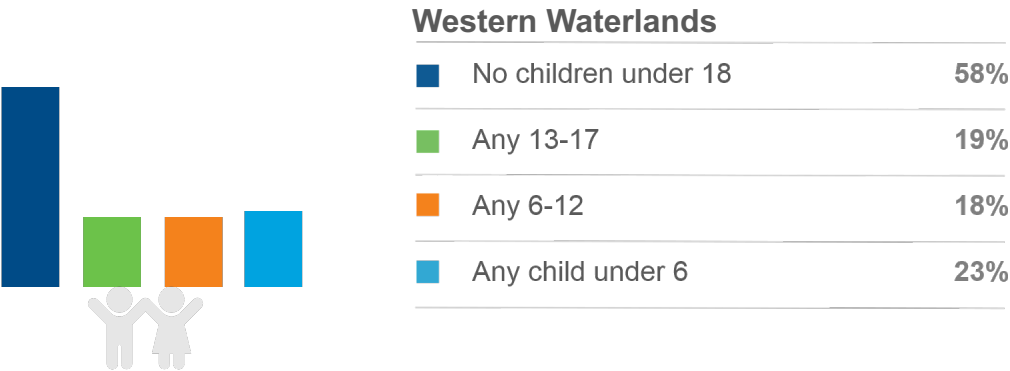 Western Waterlands
No children under 18 58%
Any 13-17 19%
Any 6-12 18%
Any child under 6 23%